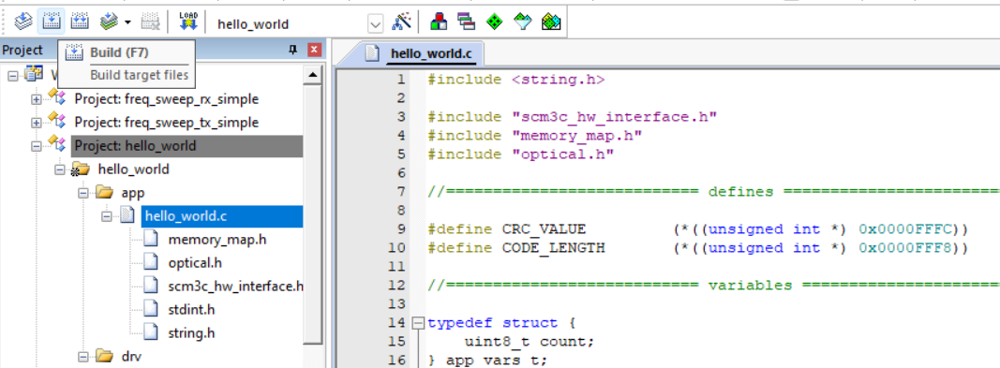 LOAD
hello_world
Project
Build (F7)
Build target files
Project: freq_sweep_rx_simple
Project: freq_sweep_tx_simple
Project: hello_world
hello_world
app
hello_world.c
memory_map.h
optical.h
scm3c_hw_interface.h
stdint.h
string.h
drv
hello_world.c
1 #include <string.h>
2
3 #include "scm3c_hw_interface.h"
4 #include "memory_map.h"
5 #include "optical.h"
6
7 //=========================== defines =======================
8
9 #define CRC_VALUE (*((unsigned int *) 0x0000FFFC))
10 #define CODE_LENGTH (*((unsigned int *) 0x0000FFF8))
11
12 //=========================== variables =====================
13
14 typedef struct {
15 uint8_t count;
16 } app_vars_t;